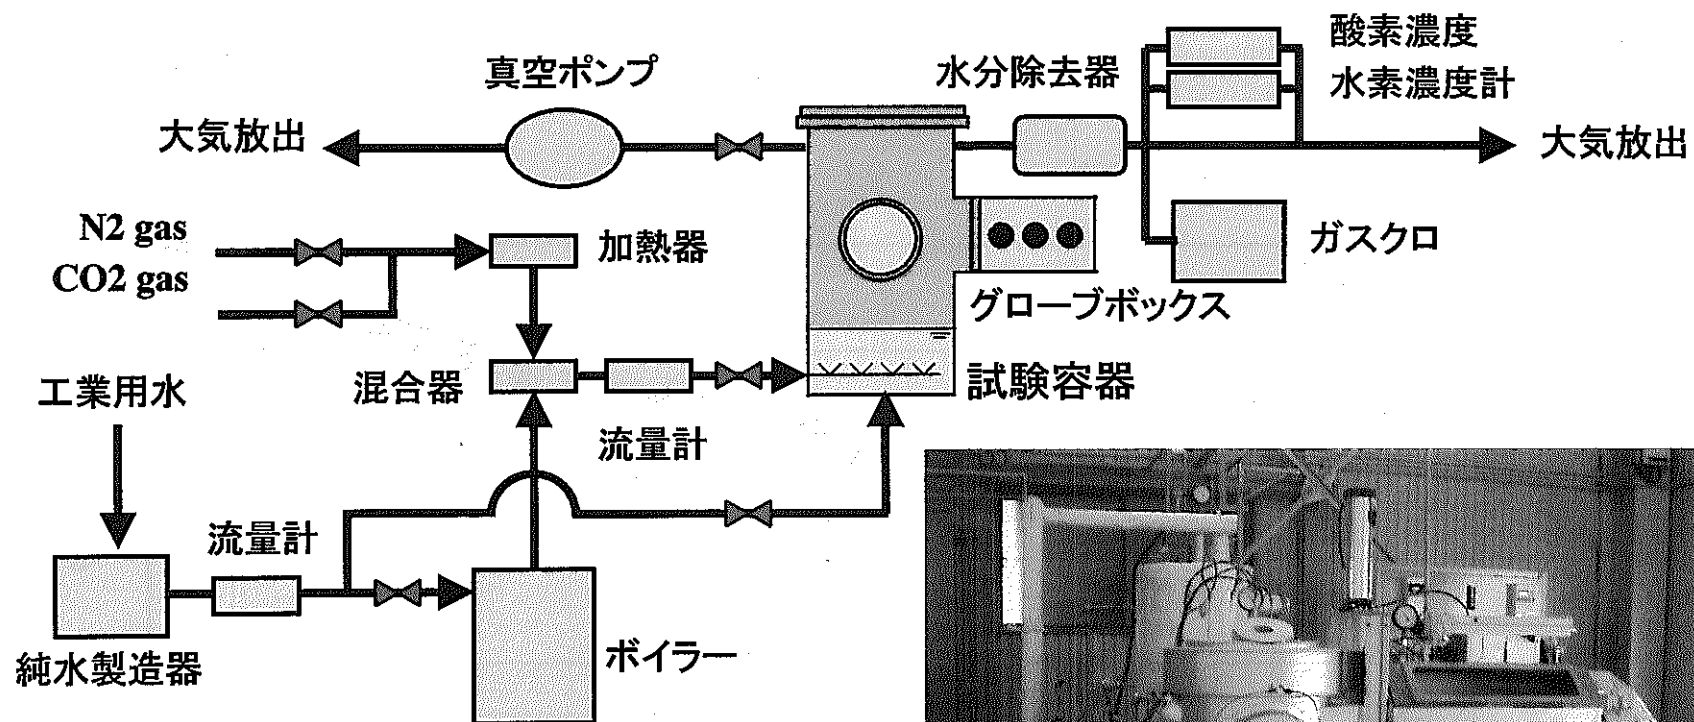 酸素濃度
真空ポンプ
水分除去器
水素濃度計
大気放出
大気放出
N2 gas
加熱器
ガスクロ
CO2 gas
グローブボックス
工業用水
混合器
試験容器
流量計
流量計
ボイラー
純水製造器